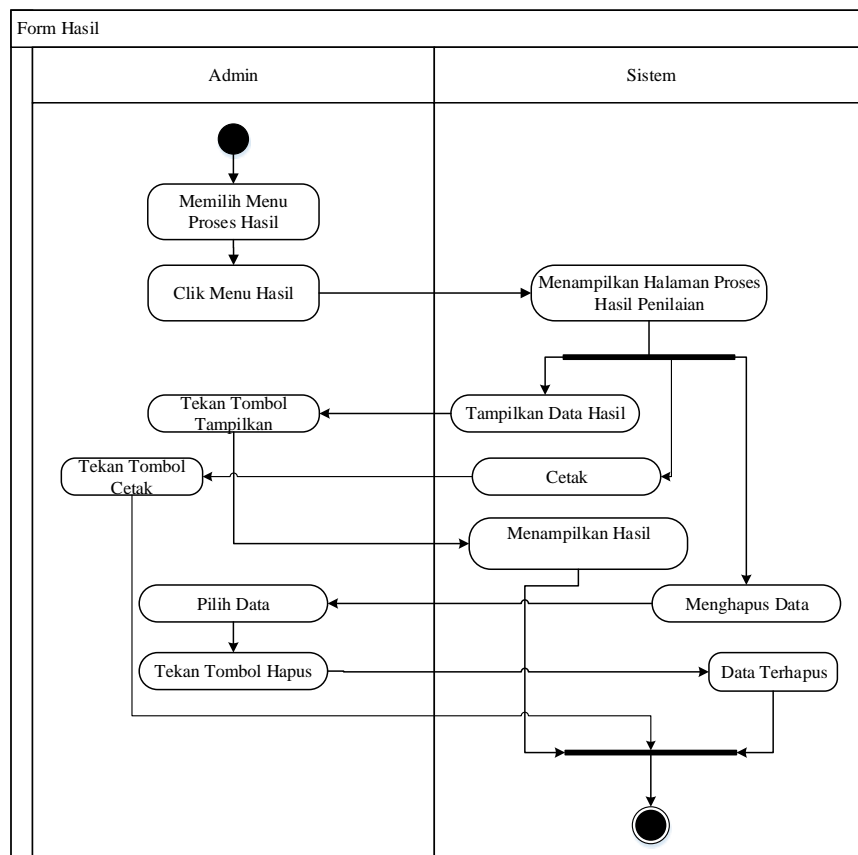 Form Hasil
Admin
Sistem
Memilih Menu
Proses Hasil
Clik Menu Hasil
Menampilkan Halaman Proses
Hasil Penilaian
Tekan Tombol
Tampilkan
Tampilkan Data Hasil
Tekan Tombol
Cetak
Cetak
Menampilkan Hasil
Pilih Data
Menghapus Data
Tekan Tombol Hapus
Data Terhapus